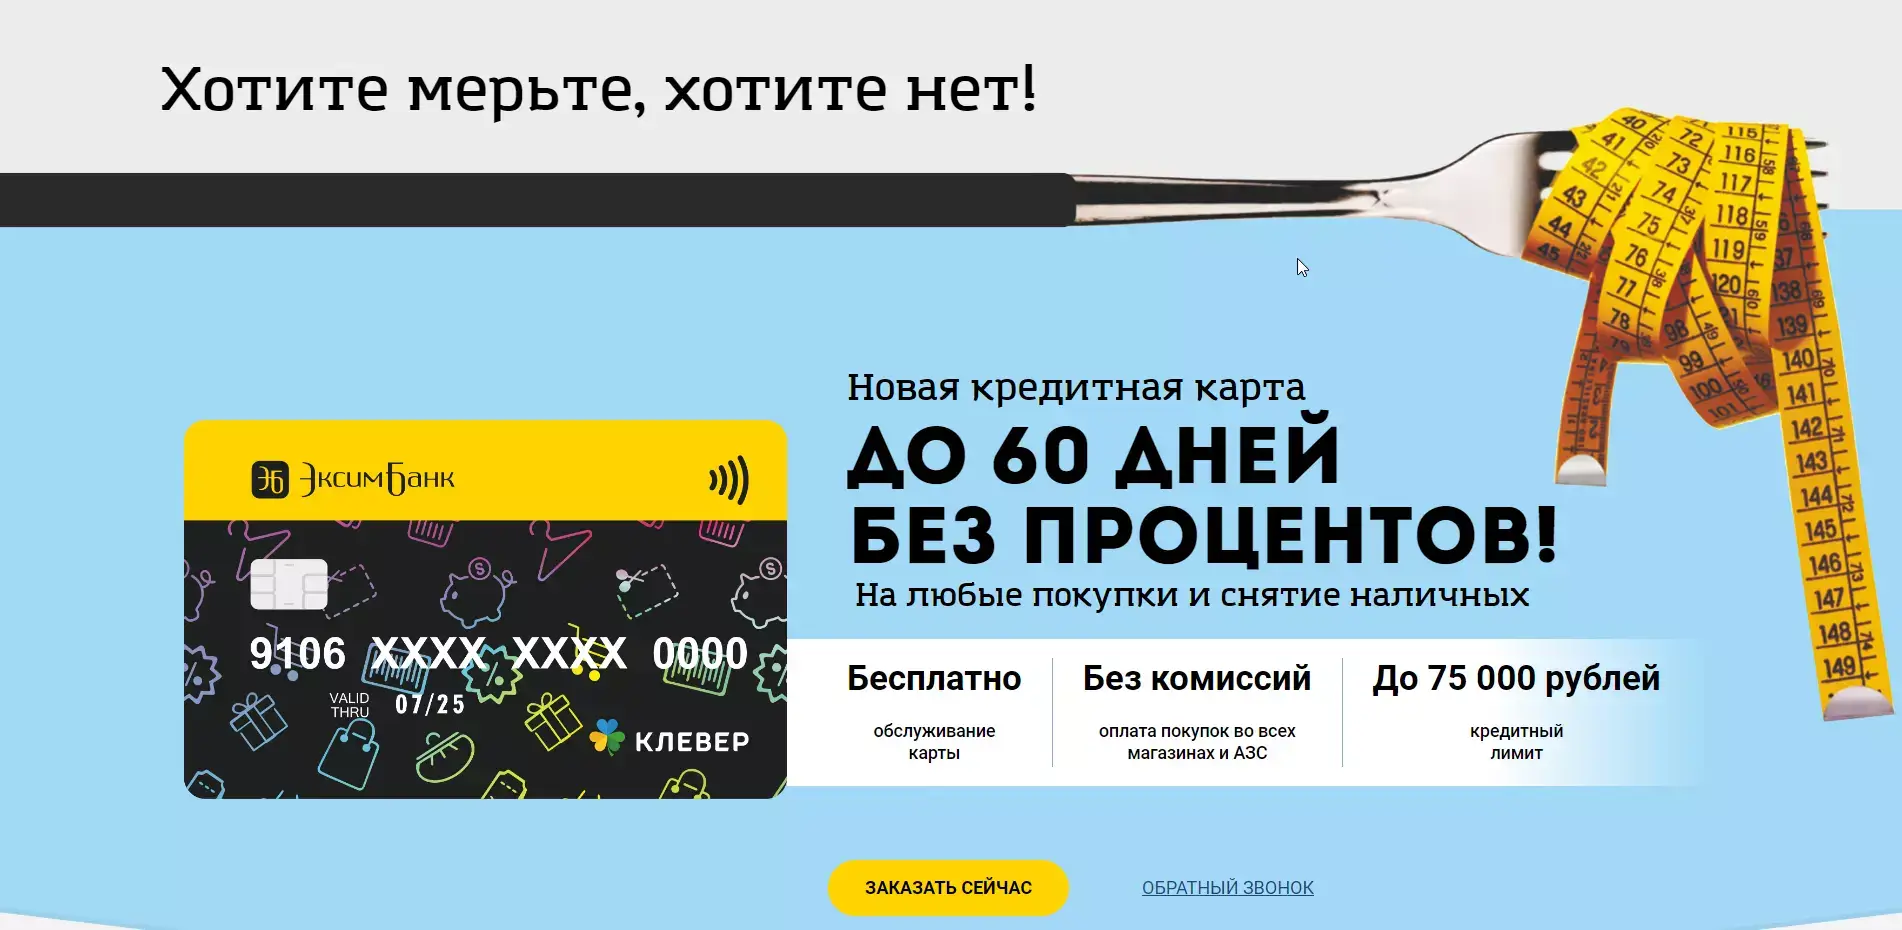 Хотите мерьте, хотите нет!
Новая кредитная карта
ДО 60 ДНЕЙ
БЕЗ ПРОЦЕНТОВ!
На любые покупки и снятие наличных
ЭБ ЭксимБанк
9106 XXXX XXXX 0000
VALID
THRU 07/25
КЛЕВЕР
Бесплатно
обслуживание
карты
Без комиссий
оплата покупок во всех
магазинах и АЗС
До 75 000 рублей
кредитный
лимит
ЗАКАЗАТЬ СЕЙЧАС
ОБРАТНЫЙ ЗВОНОК
40
41
42
43
44
45
72
73
74
75
76
77
78
79
98
99
100
101
115
116
117
118
119
120
138
139
140
141
142
143
144
145
146
147
148
149